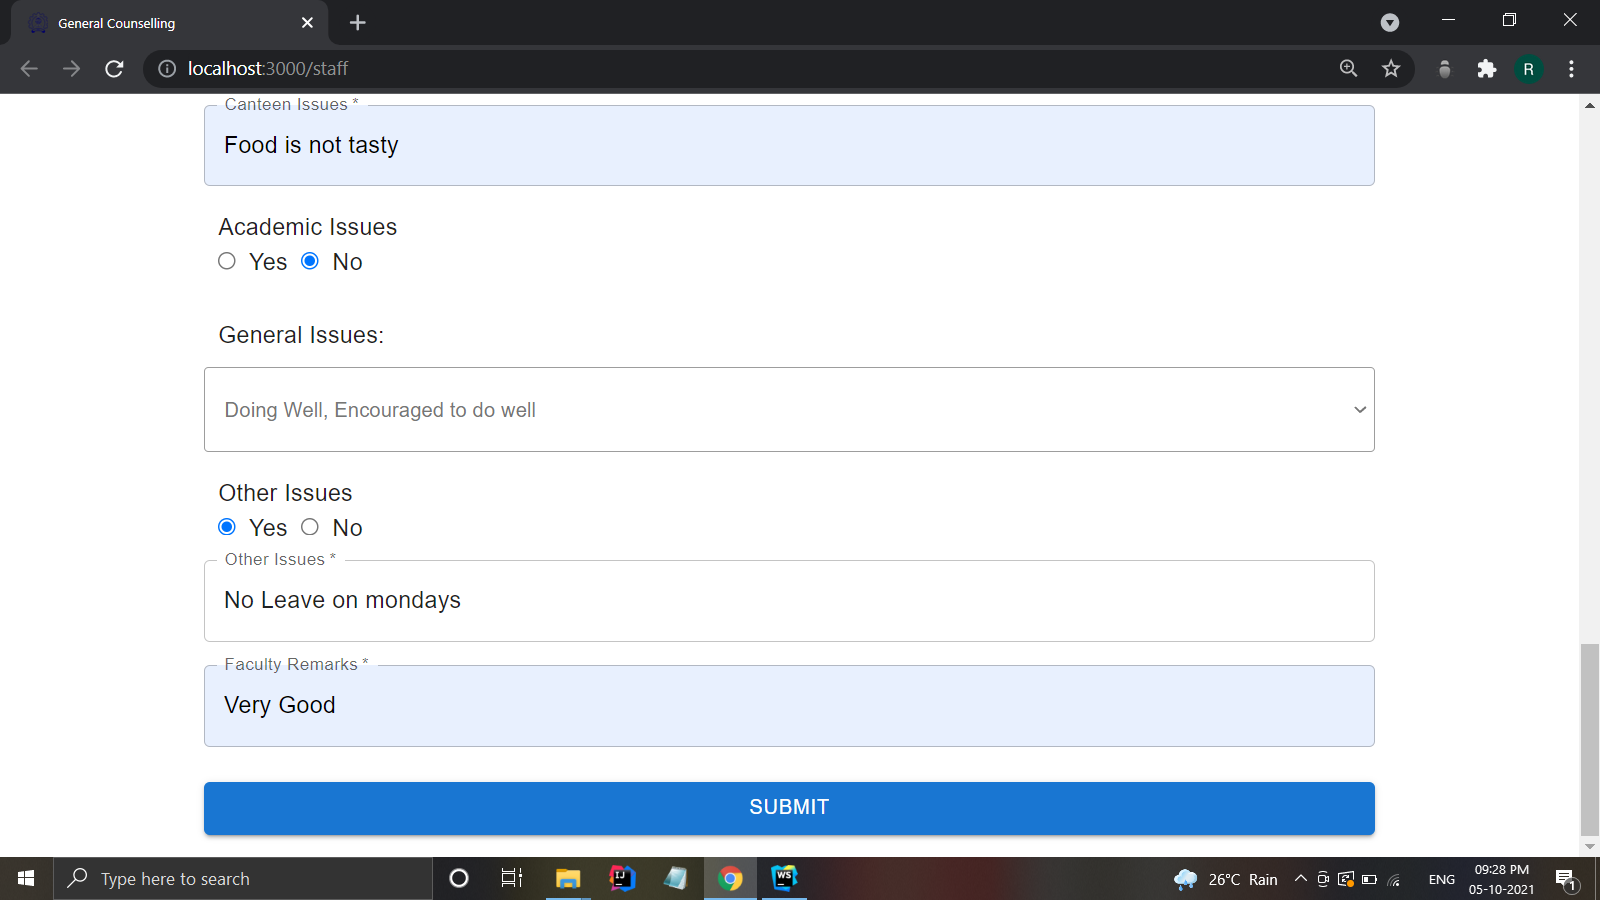 General Counselling
localhost:3000/staff
R
Canteen Issues *
Food is not tasty
Academic Issues
Yes No
General Issues:
Doing Well, Encouraged to do well
Other Issues
Yes No
Other Issues *
No Leave on mondays
Faculty Remarks *
Very Good
SUBMIT
Type here to search
IJ
WS
26°C Rain
ENG
09:28 PM
05-10-2021
1